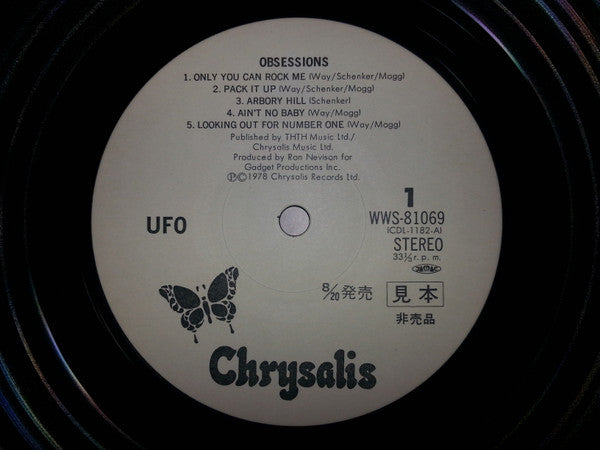 OBSESSIONS
1. ONLY YOU CAN ROCK ME (Way/Schenker/Mogg)
2. PACK IT UP (Way/Schenker/Mogg)
3. ARBORY HILL (Schenker)
4. AIN'T NO BABY (Way/Mogg)
5. LOOKING OUT FOR NUMBER ONE (Way/Mogg)
Published by THTH Music Ltd./
Chrysalis Music Ltd.
Produced by Ron Nevison for
Gadget Productions Inc.
℗©1978 Chrysalis Records Ltd.
UFO
1
WWS-81069
(CDL-1182-A)
STEREO
33⅓ r. p. m.
JASRAC
8/20 発売
見本
非売品
Chrysalis